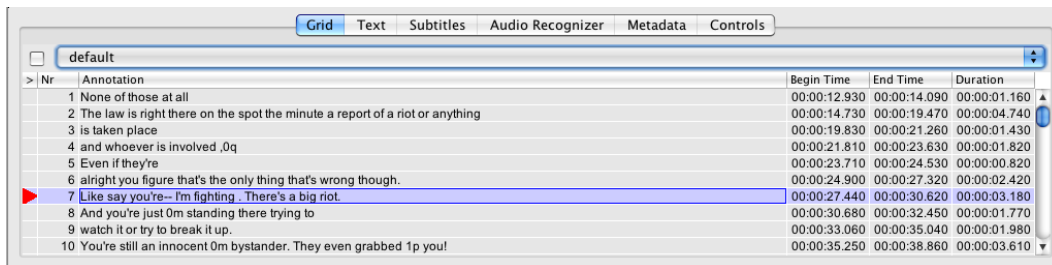 Grid Text Subtitles Audio Recognizer Metadata Controls
default
> Nr Annotation Begin Time End Time Duration
1 None of those at all 00:00:12.930 00:00:14.090 00:00:01.160
2 The law is right there on the spot the minute a report of a riot or anything 00:00:14.730 00:00:19.470 00:00:04.740
3 is taken place 00:00:19.830 00:00:21.260 00:00:01.430
4 and whoever is involved ,0q 00:00:21.810 00:00:23.630 00:00:01.820
5 Even if they're 00:00:23.710 00:00:24.530 00:00:00.820
6 alright you figure that's the only thing that's wrong though. 00:00:24.900 00:00:27.320 00:00:02.420
7 Like say you're-- I'm fighting . There's a big riot. 00:00:27.440 00:00:30.620 00:00:03.180
8 And you're just 0m standing there trying to 00:00:30.680 00:00:32.450 00:00:01.770
9 watch it or try to break it up. 00:00:33.060 00:00:35.040 00:00:01.980
10 You're still an innocent 0m bystander. They even grabbed 1p you! 00:00:35.250 00:00:38.860 00:00:03.610